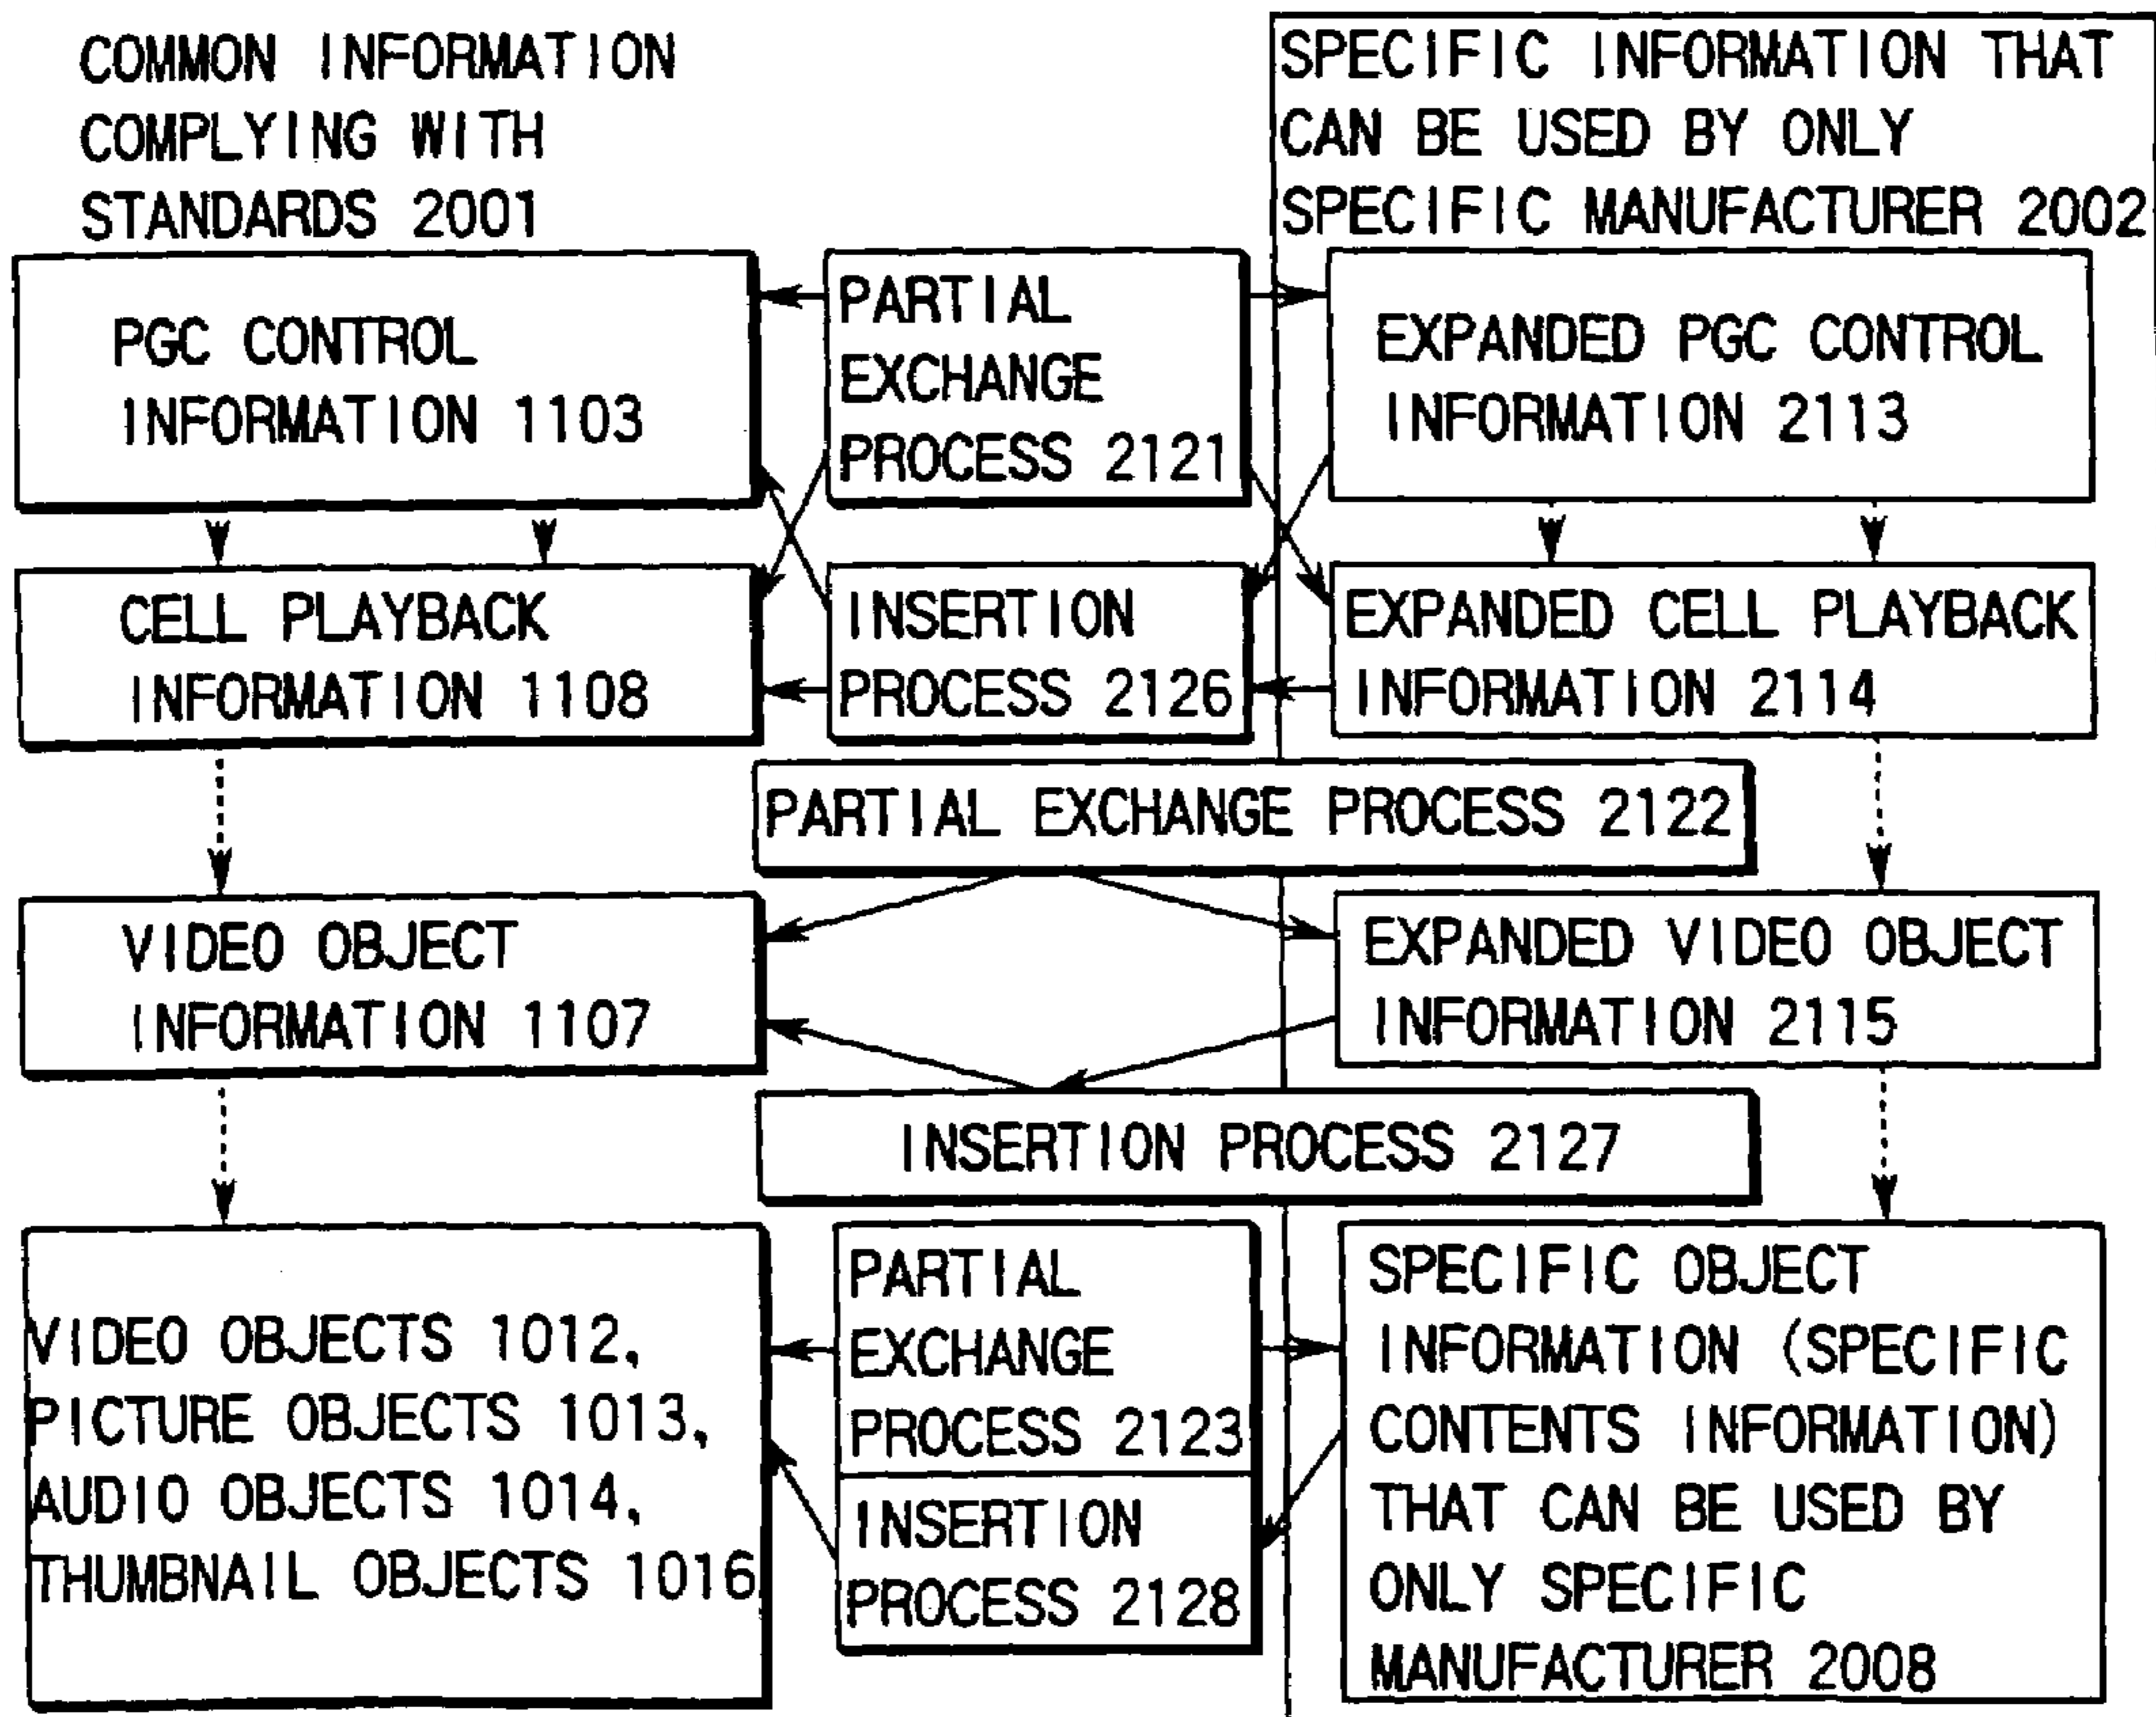 COMMON INFORMATION
COMPLYING WITH
STANDARDS 2001
SPECIFIC INFORMATION THAT
CAN BE USED BY ONLY
SPECIFIC MANUFACTURER 2002
PGC CONTROL
INFORMATION 1103
PARTIAL
EXCHANGE
PROCESS 2121
EXPANDED PGC CONTROL
INFORMATION 2113
CELL PLAYBACK
INFORMATION 1108
INSERTION
PROCESS 2126
EXPANDED CELL PLAYBACK
INFORMATION 2114
PARTIAL EXCHANGE PROCESS 2122
VIDEO OBJECT
INFORMATION 1107
EXPANDED VIDEO OBJECT
INFORMATION 2115
INSERTION PROCESS 2127
VIDEO OBJECTS 1012,
PICTURE OBJECTS 1013,
AUDIO OBJECTS 1014,
THUMBNAIL OBJECTS 1016
PARTIAL
EXCHANGE
PROCESS 2123
INSERTION
PROCESS 2128
SPECIFIC OBJECT
INFORMATION (SPECIFIC
CONTENTS INFORMATION)
THAT CAN BE USED BY
ONLY SPECIFIC
MANUFACTURER 2008